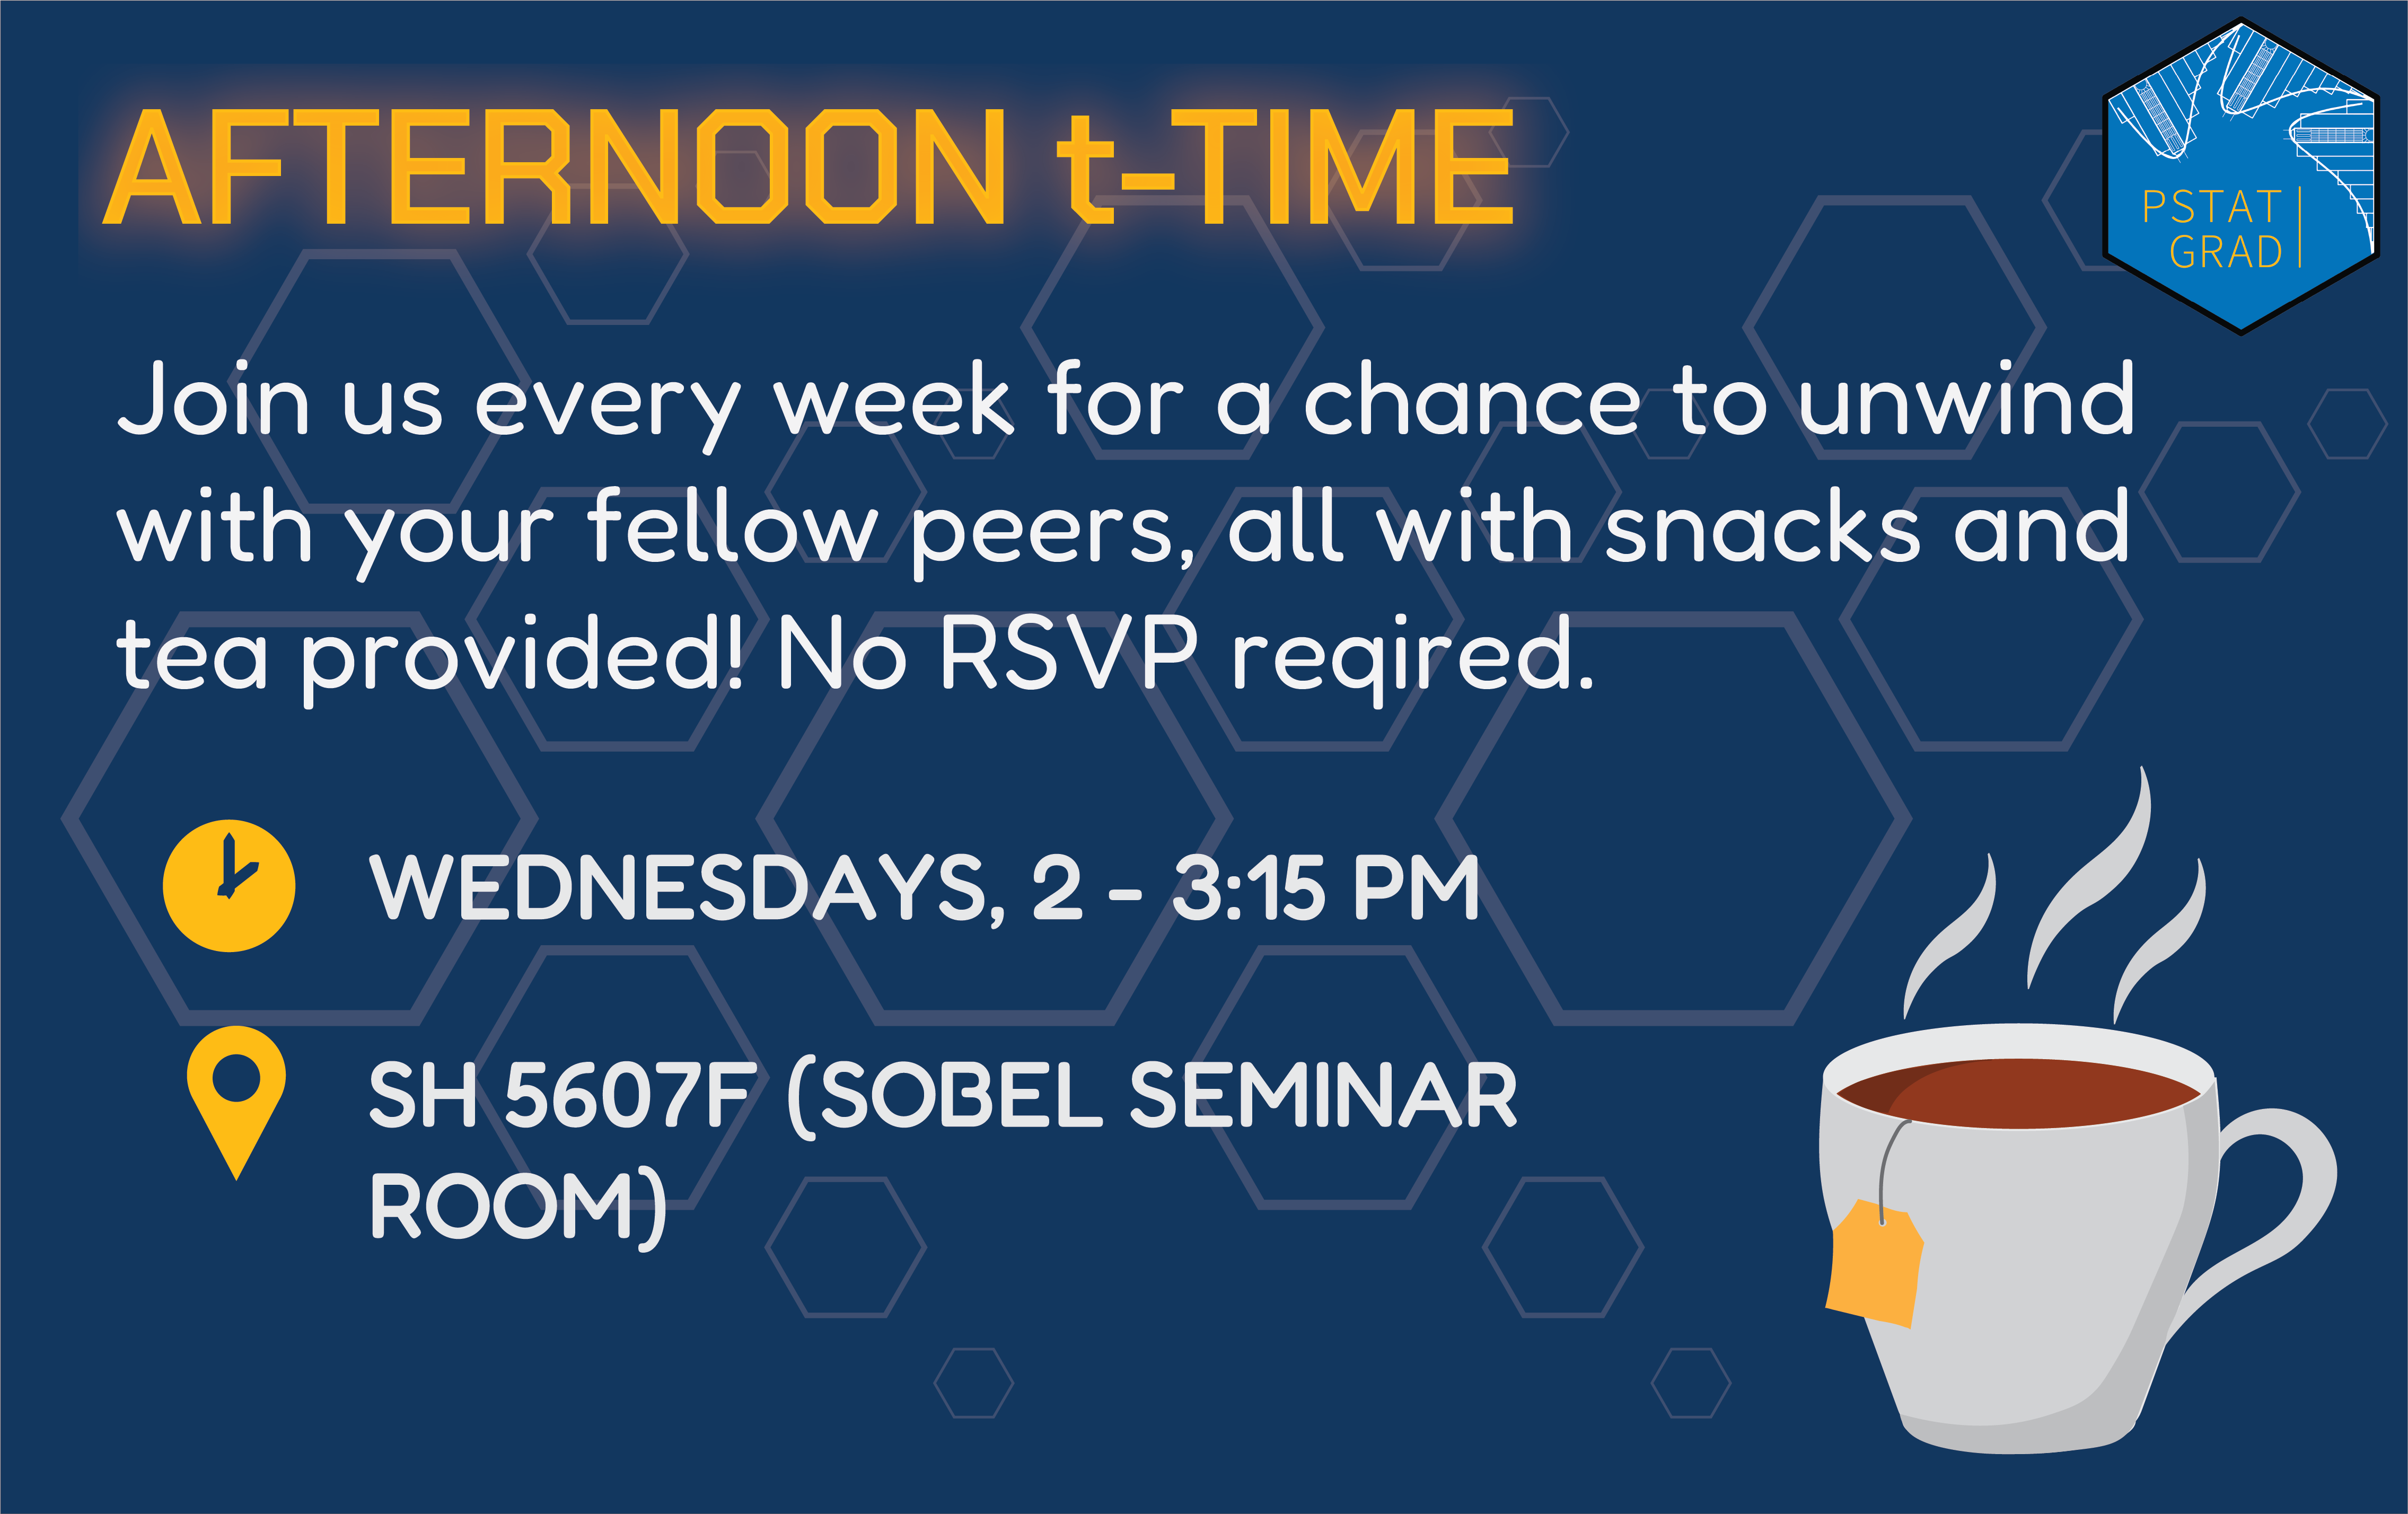 AFTERNOON t-TIME
PSTAT
GRAD
Join us every week for a chance to unwind
with your fellow peers, all with snacks and
tea provided! No RSVP reqired.
WEDNESDAYS, 2 - 3:15 PM
SH 5607F (SOBEL SEMINAR
ROOM)